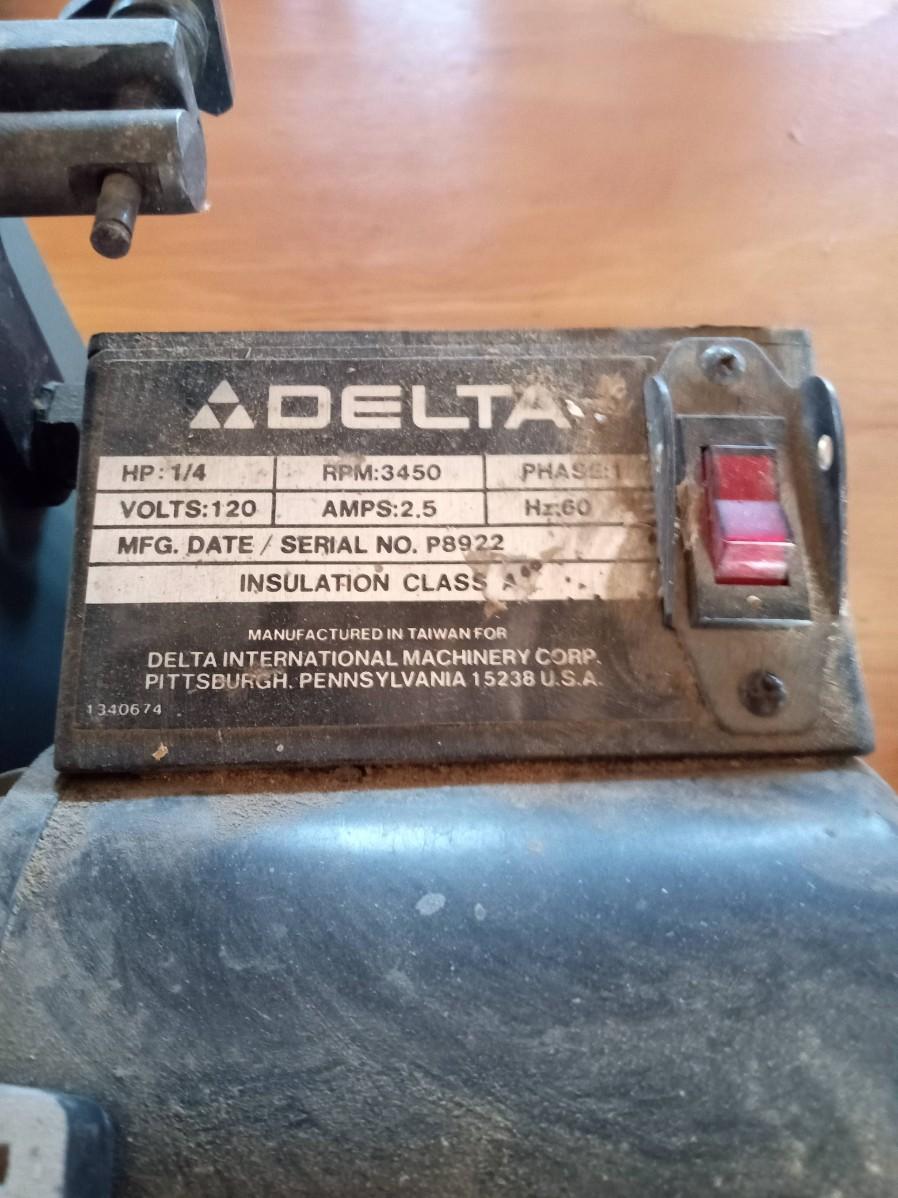 DELTA
HP: 1/4 RPM:3450 PHASE:1
VOLTS:120 AMPS:2.5 Hz:60
MFG. DATE / SERIAL NO. P8922
INSULATION CLASS A
MANUFACTURED IN TAIWAN FOR
DELTA INTERNATIONAL MACHINERY CORP.
PITTSBURGH, PENNSYLVANIA 15238 U.S.A.
1340674